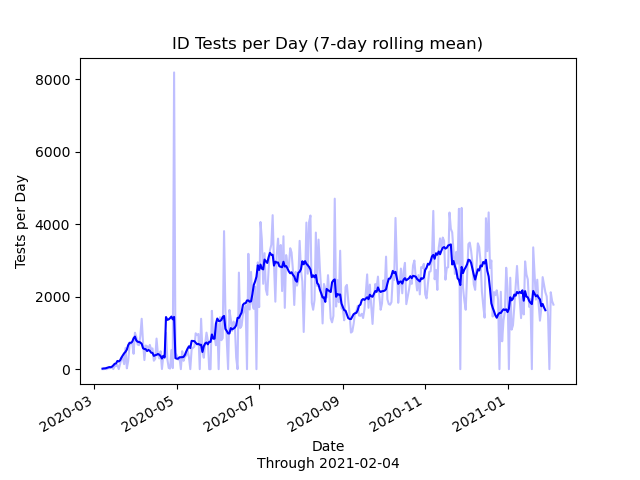 ID Tests per Day (7-day rolling mean)
Tests per Day
8000
6000
4000
2000
0
2020-03
2020-05
2020-07
2020-09
2020-11
2021-01
Date
Through 2021-02-04